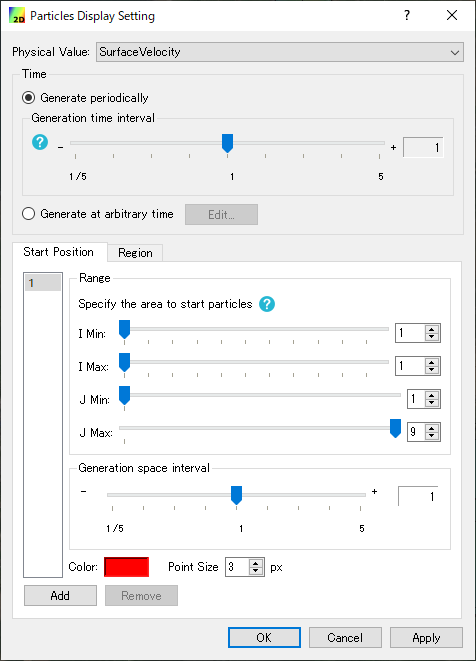 2D Particles Display Setting ? ×
Physical Value: SurfaceVelocity
Time
Generate periodically
Generation time interval
? - + 1
1/5 1 5
Generate at arbitrary time Edit...
Start Position Region
1
Range
Specify the area to start particles ?
I Min: 1
I Max: 1
J Min: 1
J Max: 9
Generation space interval
- + 1
1/5 1 5
Color: Point Size 3 px
Add Remove
OK Cancel Apply